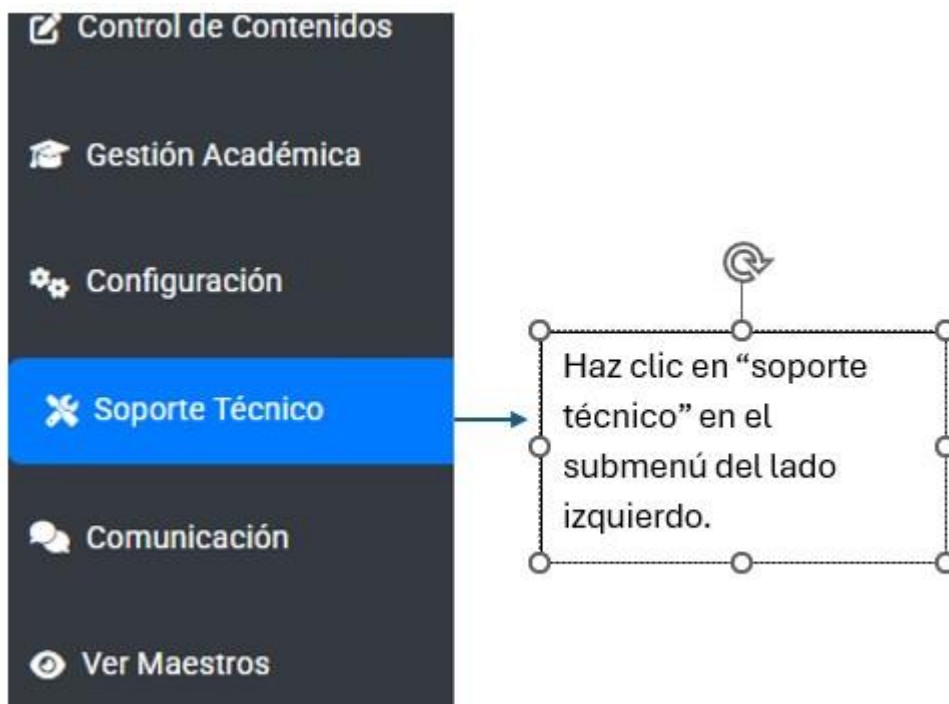 Control de Contenidos
Gestión Académica
Configuración
Soporte Técnico
Comunicación
Ver Maestros
Haz clic en “soporte
técnico” en el
submenú del lado
izquierdo.